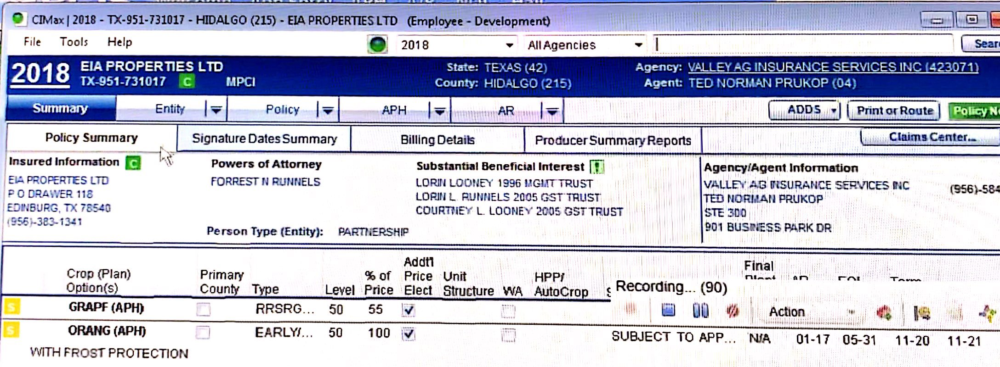 CIMax | 2018 - TX-951-731017 - HIDALGO (215) - EIA PROPERTIES LTD (Employee - Development)
File Tools Help 2018 All Agencies
2018 EIA PROPERTIES LTD State: TEXAS (42) Agency: VALLEY AG INSURANCE SERVICES INC (423071)
TX-951-731017 C MPCI County: HIDALGO (215) Agent: TED NORMAN PRUKOP (04)
Summary Entity Policy APH AR ADDS Print or Route Policy
Policy Summary Signature Dates Summary Billing Details Producer Summary Reports Claims Center...
Insured Information C Powers of Attorney Substantial Beneficial Interest ! Agency/Agent Information
EIA PROPERTIES LTD FORREST N RUNNELS LORIN LOONEY 1996 MGMT TRUST VALLEY AG INSURANCE SERVICES INC (956)-584
P O DRAWER 118 LORIN L. RUNNELS 2005 GST TRUST TED NORMAN PRUKOP
EDINBURG, TX 78540 COURTNEY L. LOONEY 2005 GST TRUST STE 300
(956)-383-1341 901 BUSINESS PARK DR
Person Type (Entity): PARTNERSHIP
Addt'l Final
Crop (Plan) Primary % of Price Unit HPP/
Option(s) County Type Level Price Elect Structure WA AutoCrop Recording... (90)
S GRAPF (APH) RRSRG... 50 55 Action
S ORANG (APH) EARLY/... 50 100 SUBJECT TO APP... N/A 01-17 05-31 11-20 11-21
WITH FROST PROTECTION